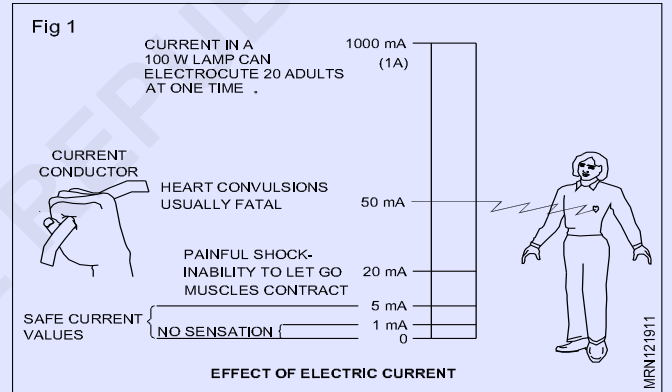 Fig 1
CURRENT IN A
100 W LAMP CAN
ELECTROCUTE 20 ADULTS
AT ONE TIME .
1000 mA
(1A)
CURRENT
CONDUCTOR
HEART CONVULSIONS
USUALLY FATAL
50 mA
PAINFUL SHOCK-
INABILITY TO LET GO
MUSCLES CONTRACT
20 mA
5 mA
SAFE CURRENT
VALUES
NO SENSATION
1 mA
0
EFFECT OF ELECTRIC CURRENT
MRN121911